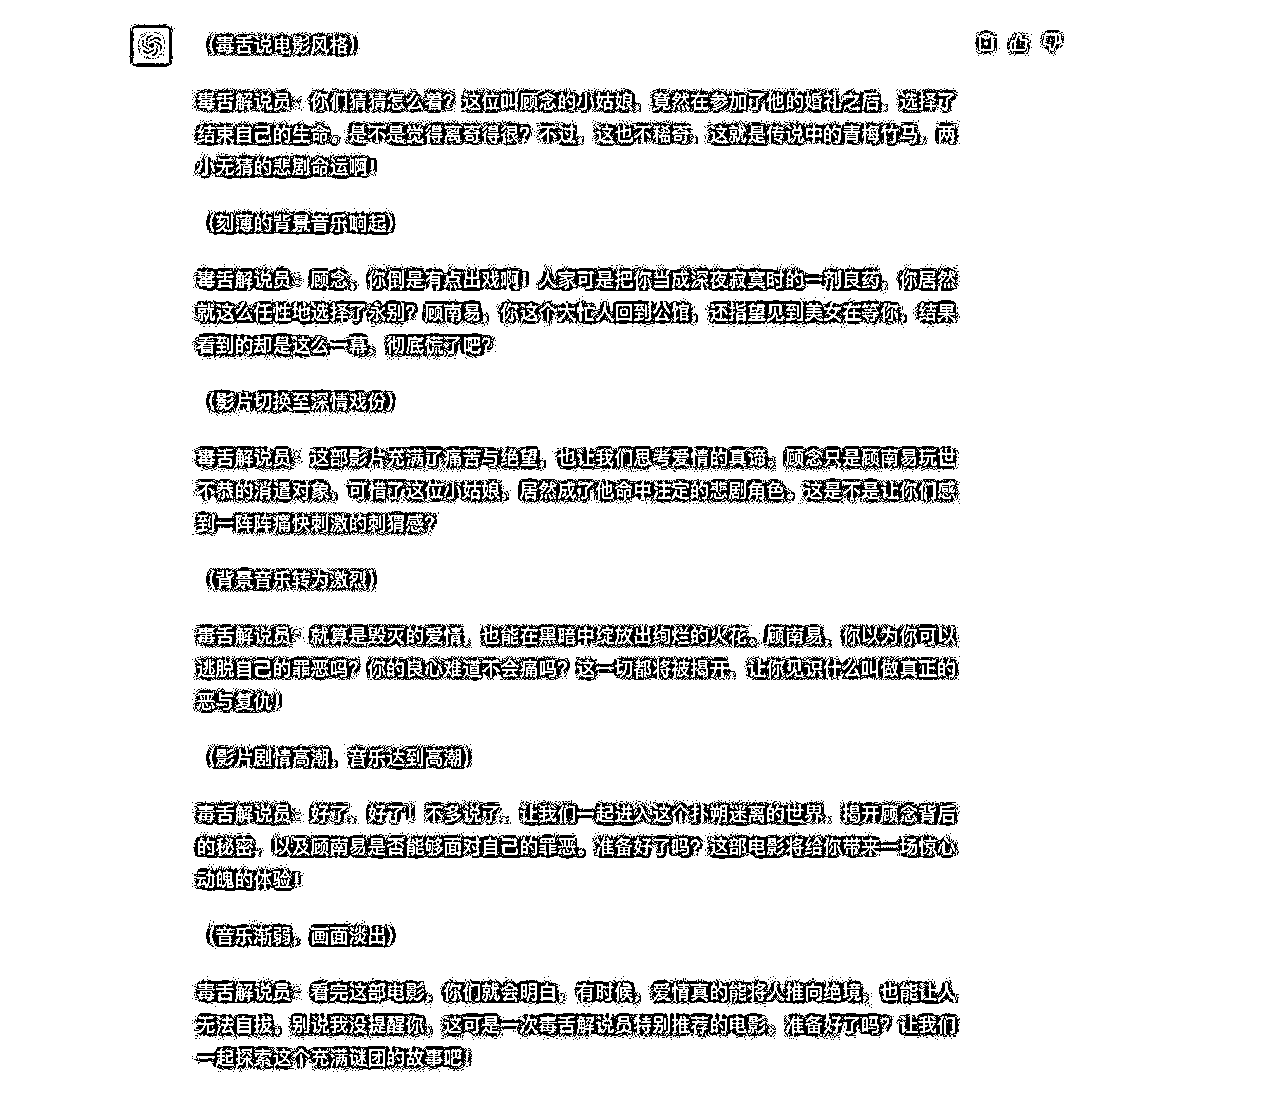 （毒舌说电影风格）
毒舌解说员：你们猜猜怎么着？这位叫顾念的小姑娘，竟然在参加了他的婚礼之后，选择了
结束自己的生命。是不是觉得离奇得很？不过，这也不稀奇，这就是传说中的青梅竹马，两
小无猜的悲剧命运啊！
（刻薄的背景音乐响起）
毒舌解说员：顾念，你倒是有点出戏啊！人家可是把你当成深夜寂寞时的一剂良药，你居然
就这么任性地选择了永别？顾南易，你这个大忙人回到公馆，还指望见到美女在等你，结果
看到的却是这么一幕，彻底慌了吧？
（影片切换至深情戏份）
毒舌解说员：这部影片充满了痛苦与绝望，也让我们思考爱情的真谛。顾念只是顾南易玩世
不恭的消遣对象，可惜了这位小姑娘，居然成了他命中注定的悲剧角色。这是不是让你们感
到一阵阵痛快刺激的刺猬感？
（背景音乐转为激烈）
毒舌解说员：就算是毁灭的爱情，也能在黑暗中绽放出绚烂的火花。顾南易，你以为你可以
逃脱自己的罪恶吗？你的良心难道不会痛吗？这一切都将被揭开，让你见识什么叫做真正的
恶与复仇！
（影片剧情高潮，音乐达到高潮）
毒舌解说员：好了，好了！不多说了，让我们一起进入这个扑朔迷离的世界，揭开顾念背后
的秘密，以及顾南易是否能够面对自己的罪恶。准备好了吗？这部电影将给你带来一场惊心
动魄的体验！
（音乐渐弱，画面淡出）
毒舌解说员：看完这部电影，你们就会明白，有时候，爱情真的能将人推向绝境，也能让人
无法自拔。别说我没提醒你，这可是一次毒舌解说员特别推荐的电影。准备好了吗？让我们
一起探索这个充满谜团的故事吧！